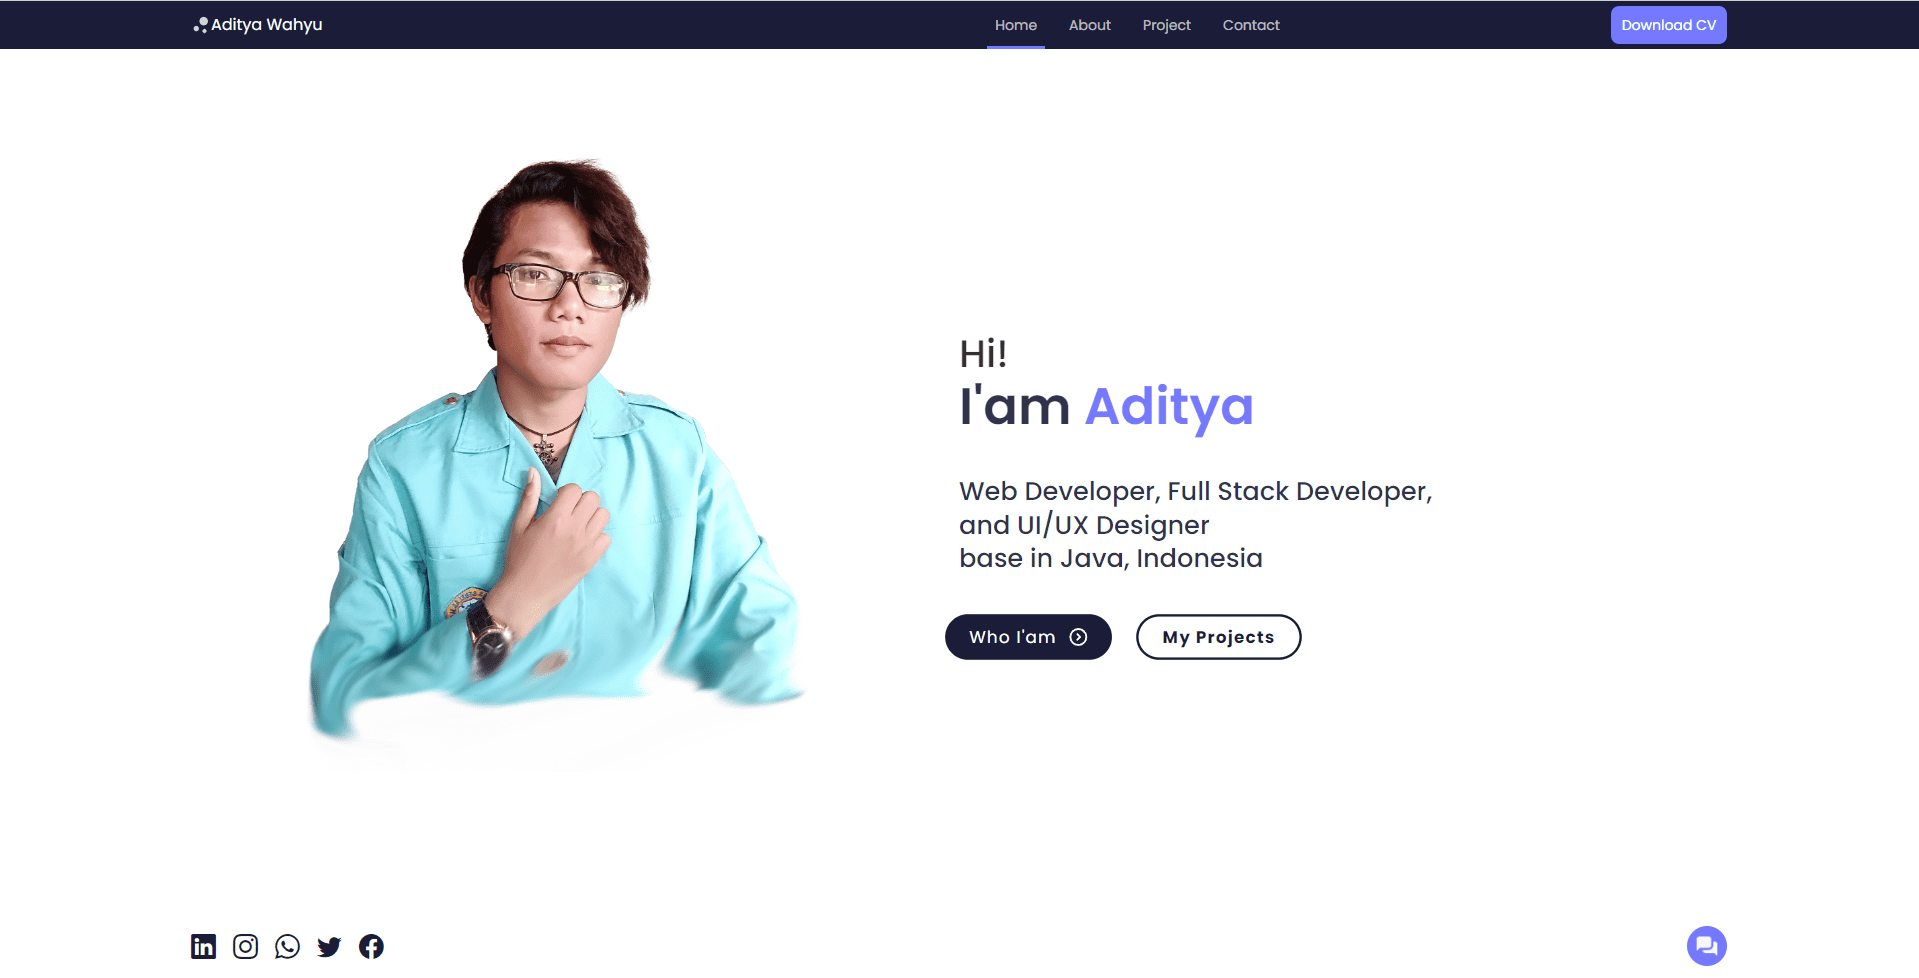 Aditya Wahyu
Home
About
Project
Contact
Download CV
Hi!
I'am Aditya
Web Developer, Full Stack Developer,
and UI/UX Designer
base in Java, Indonesia
Who I'am
My Projects